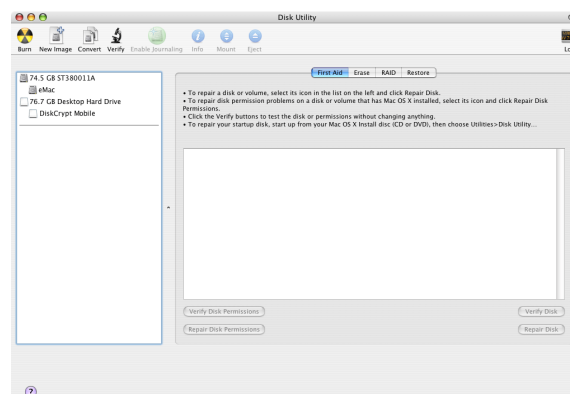 Disk Utility
Burn New Image Convert Verify Enable Journaling Info Mount Eject
74.5 GB ST380011A
eMac
76.7 GB Desktop Hard Drive
DiskCrypt Mobile
First Aid Erase RAID Restore
• To repair a disk or volume, select its icon in the list on the left and click Repair Disk.
• To repair disk permission problems on a disk or volume that has Mac OS X installed, select its icon and click Repair Disk
Permissions.
• Click the Verify buttons to test the disk or permissions without changing anything.
• To repair your startup disk, start up from your Mac OS X Install disc (CD or DVD), then choose Utilities>Disk Utility...
Verify Disk Permissions Verify Disk
Repair Disk Permissions Repair Disk
?